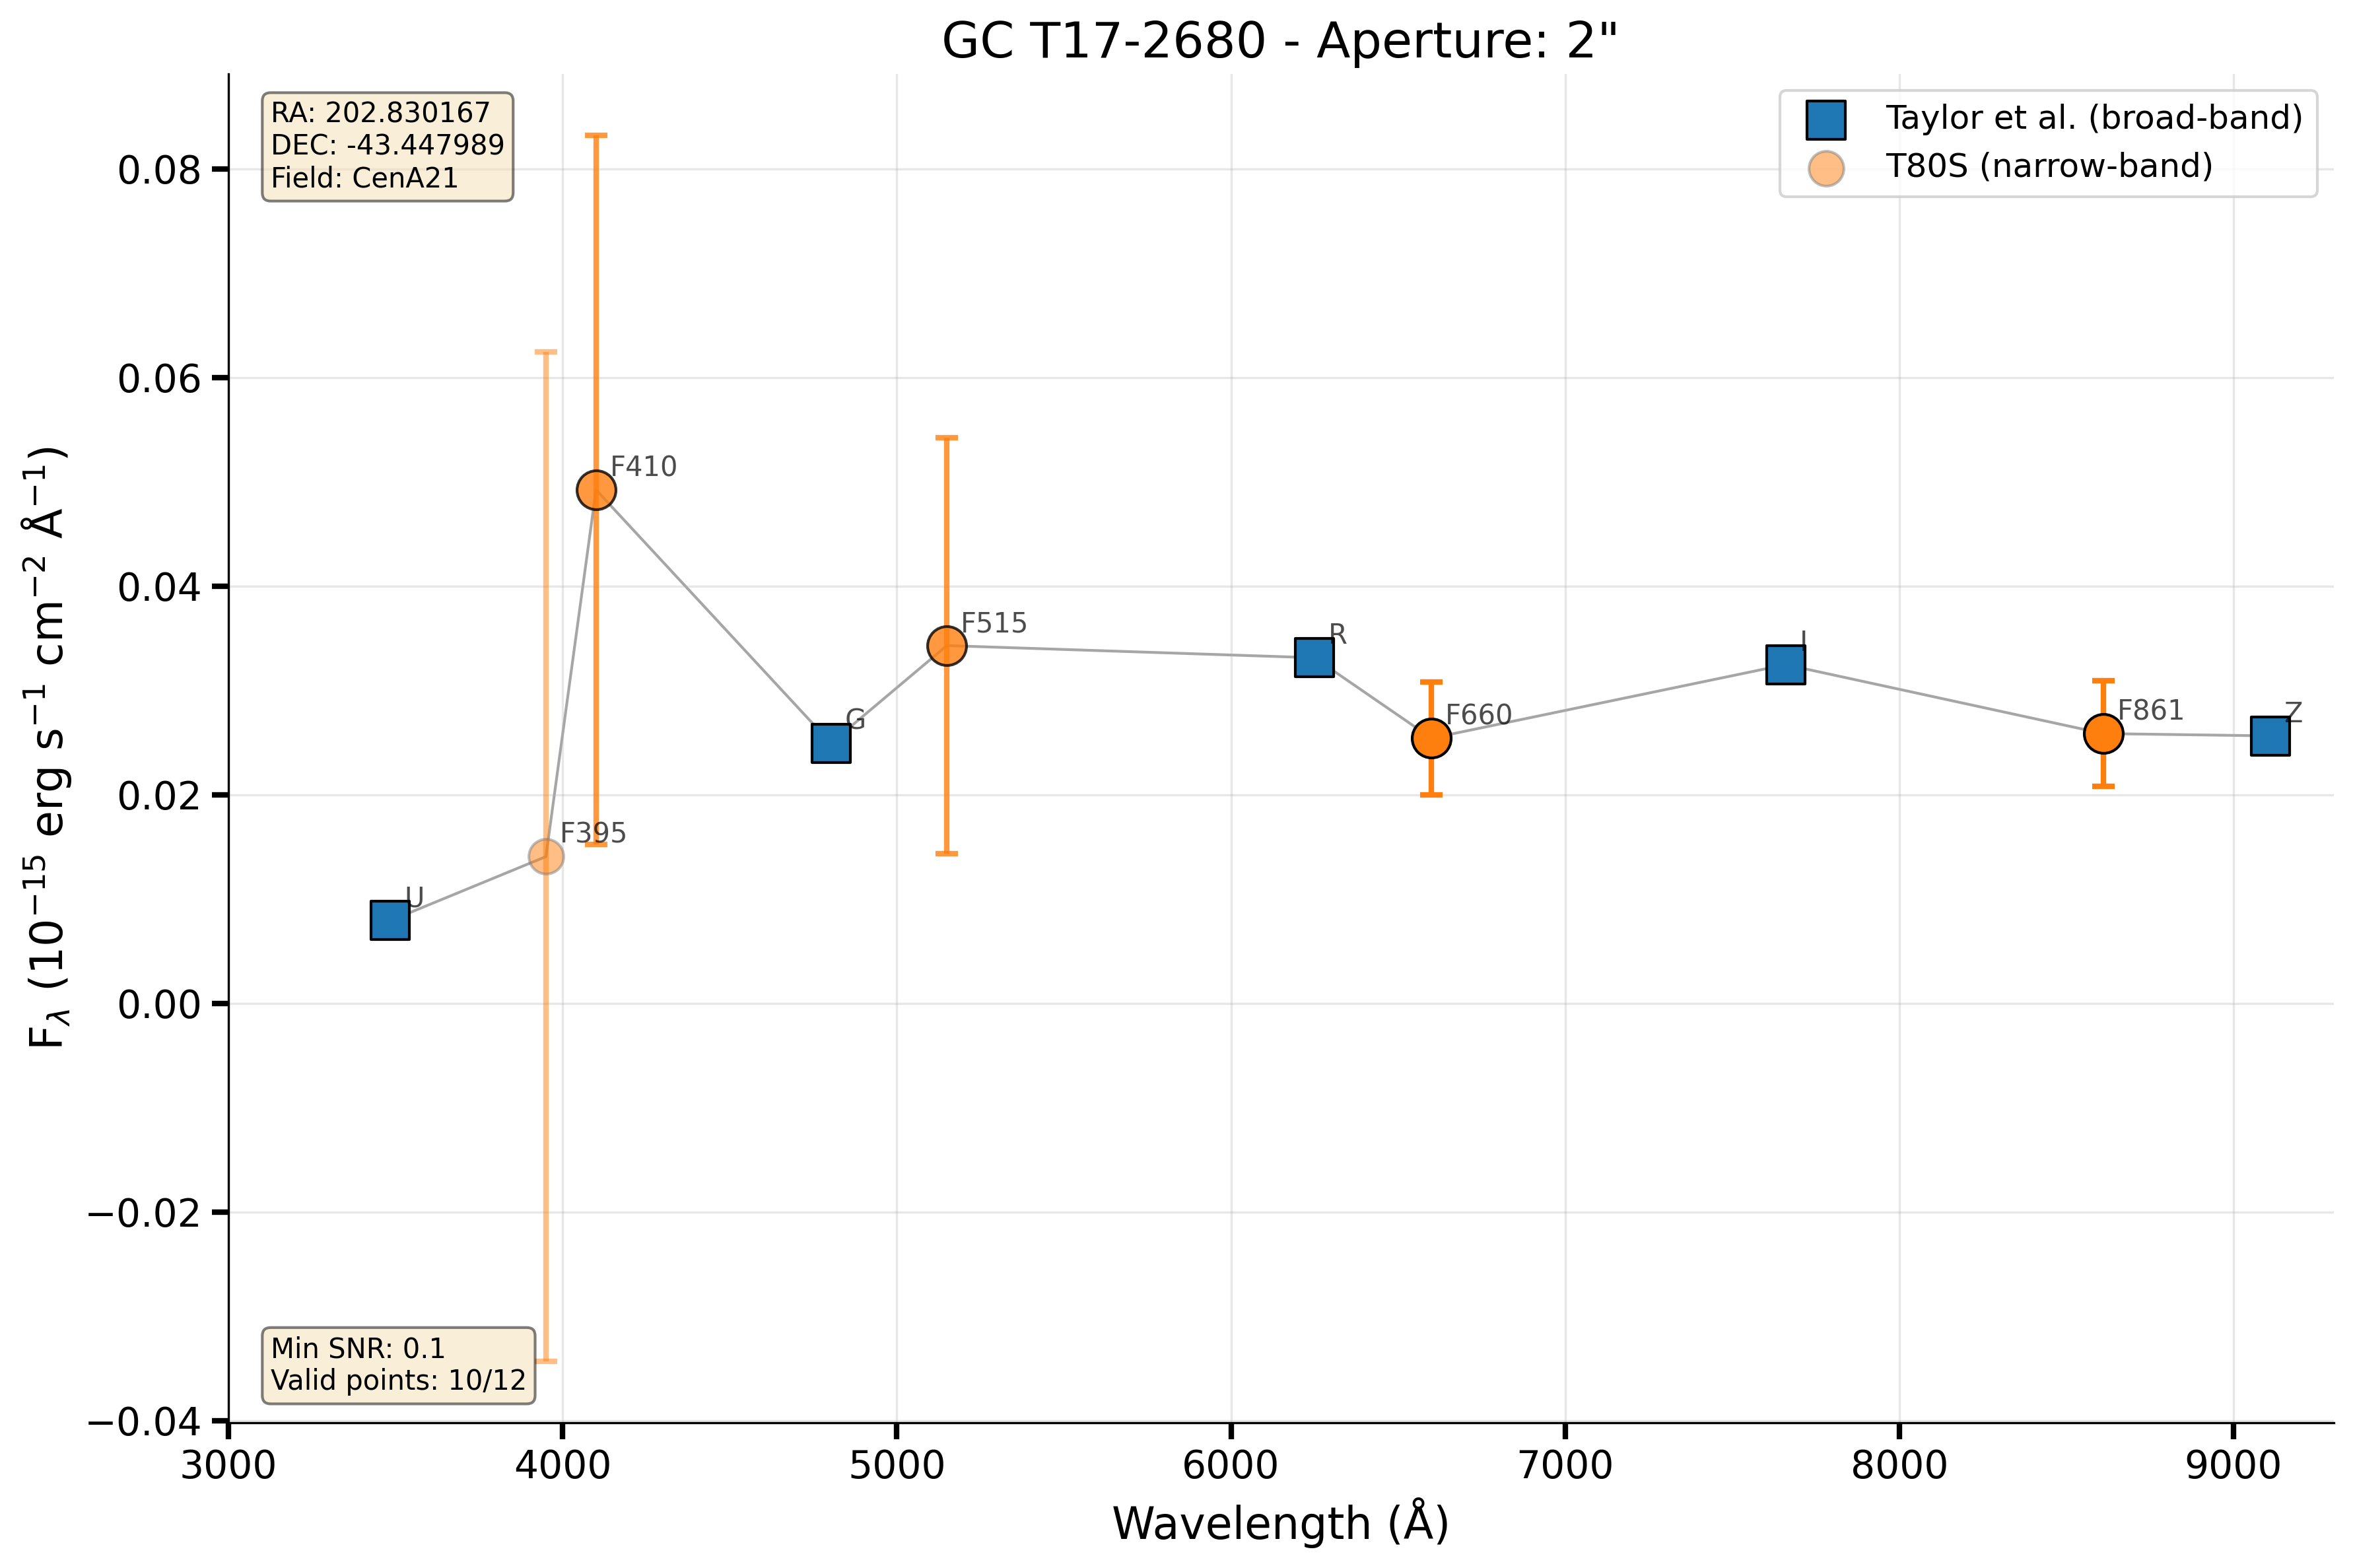 GC T17-2680 - Aperture: 2"
RA: 202.830167
DEC: -43.447989
Field: CenA21
Taylor et al. (broad-band)
T80S (narrow-band)
F_λ (10⁻¹⁵ erg s⁻¹ cm⁻² Å⁻¹)
0.08
0.06
0.04
0.02
0.00
−0.02
−0.04
U
F395
F410
G
F515
R
F660
I
F861
Z
Min SNR: 0.1
Valid points: 10/12
3000 4000 5000 6000 7000 8000 9000
Wavelength (Å)